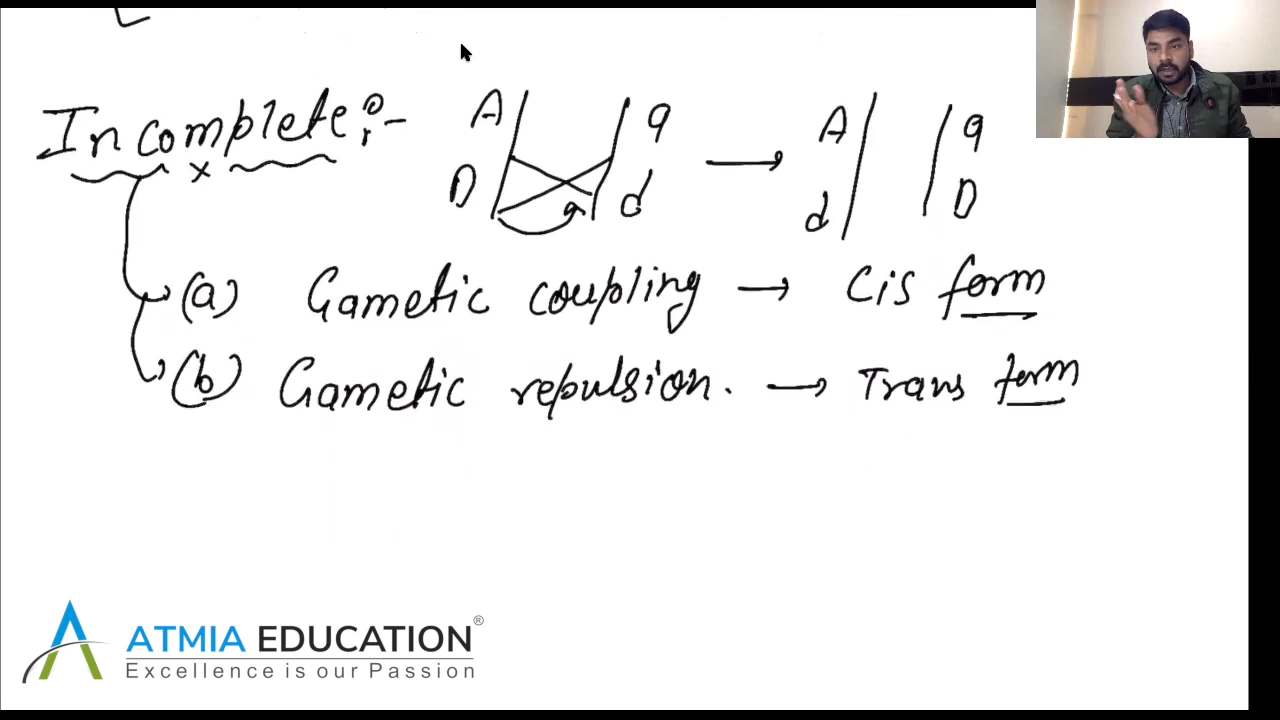 Incomplete :-
A a → A a
D d d D
(a) Gametic coupling → Cis form
(b) Gametic repulsion. → Trans form
ATMIA EDUCATION®
Excellence is our Passion